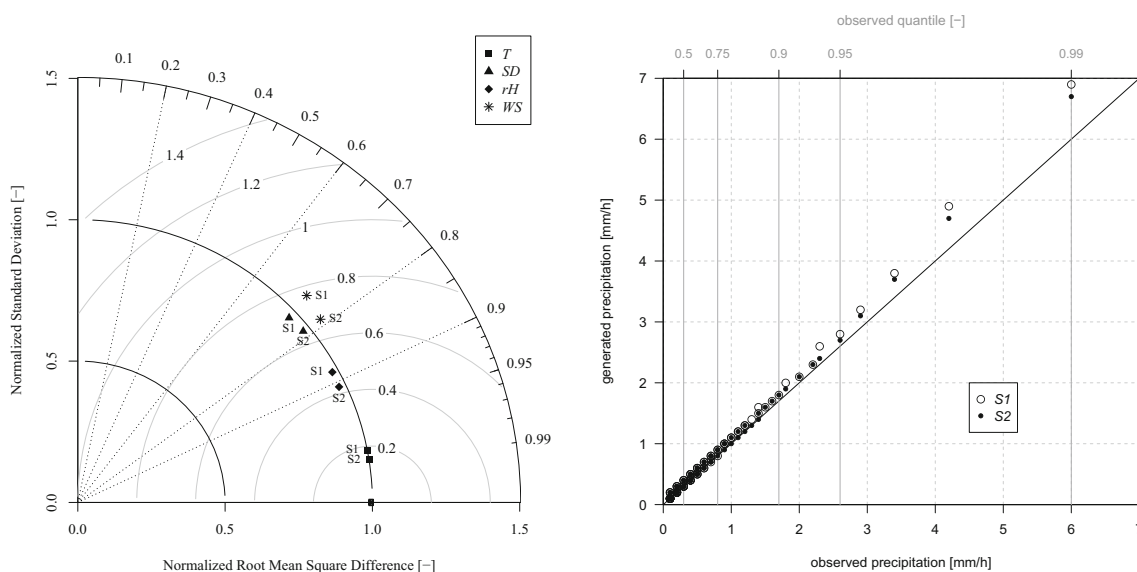 T
SD
rH
WS
0.1
0.2
0.3
0.4
0.5
0.6
0.7
0.8
0.9
0.95
0.99
1.4
1.2
1
0.8
0.6
0.4
0.2
S1
S2
S1
S2
S1
S2
S1
S2
1.5
1.0
0.5
0.0
Normalized Standard Deviation [−]
0.0
0.5
1.0
1.5
Normalized Root Mean Square Difference [−]
observed quantile [−]
0.5
0.75
0.9
0.95
0.99
7
6
5
4
3
2
1
0
generated precipitation [mm/h]
S1
S2
0
1
2
3
4
5
6
7
observed precipitation [mm/h]